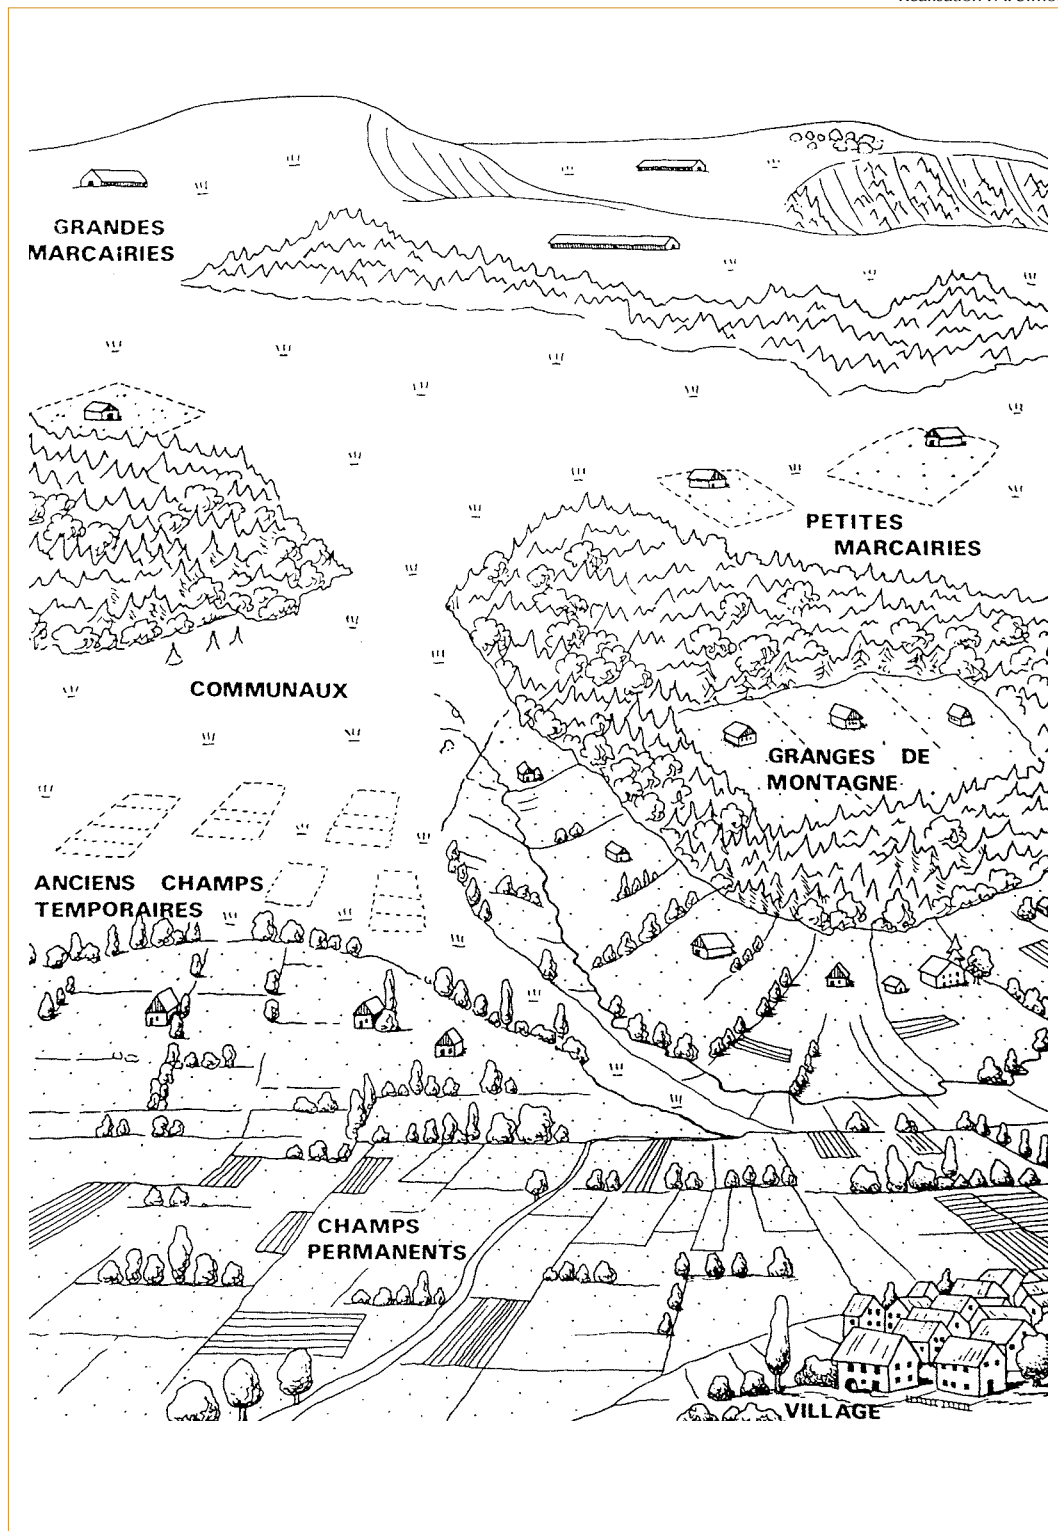 GRANDES
MARCAIRIES
PETITES
MARCAIRIES
COMMUNAUX
GRANGES DE
MONTAGNE
ANCIENS CHAMPS
TEMPORAIRES
CHAMPS
PERMANENTS
VILLAGE